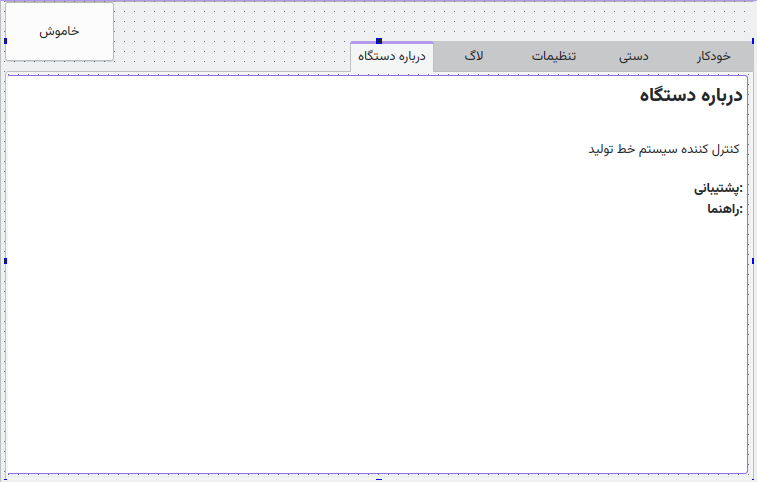 خاموش
خودکار
دستی
تنظیمات
لاگ
درباره دستگاه
درباره دستگاه
کنترل کننده سیستم خط تولید
:پشتیبانی
:راهنما